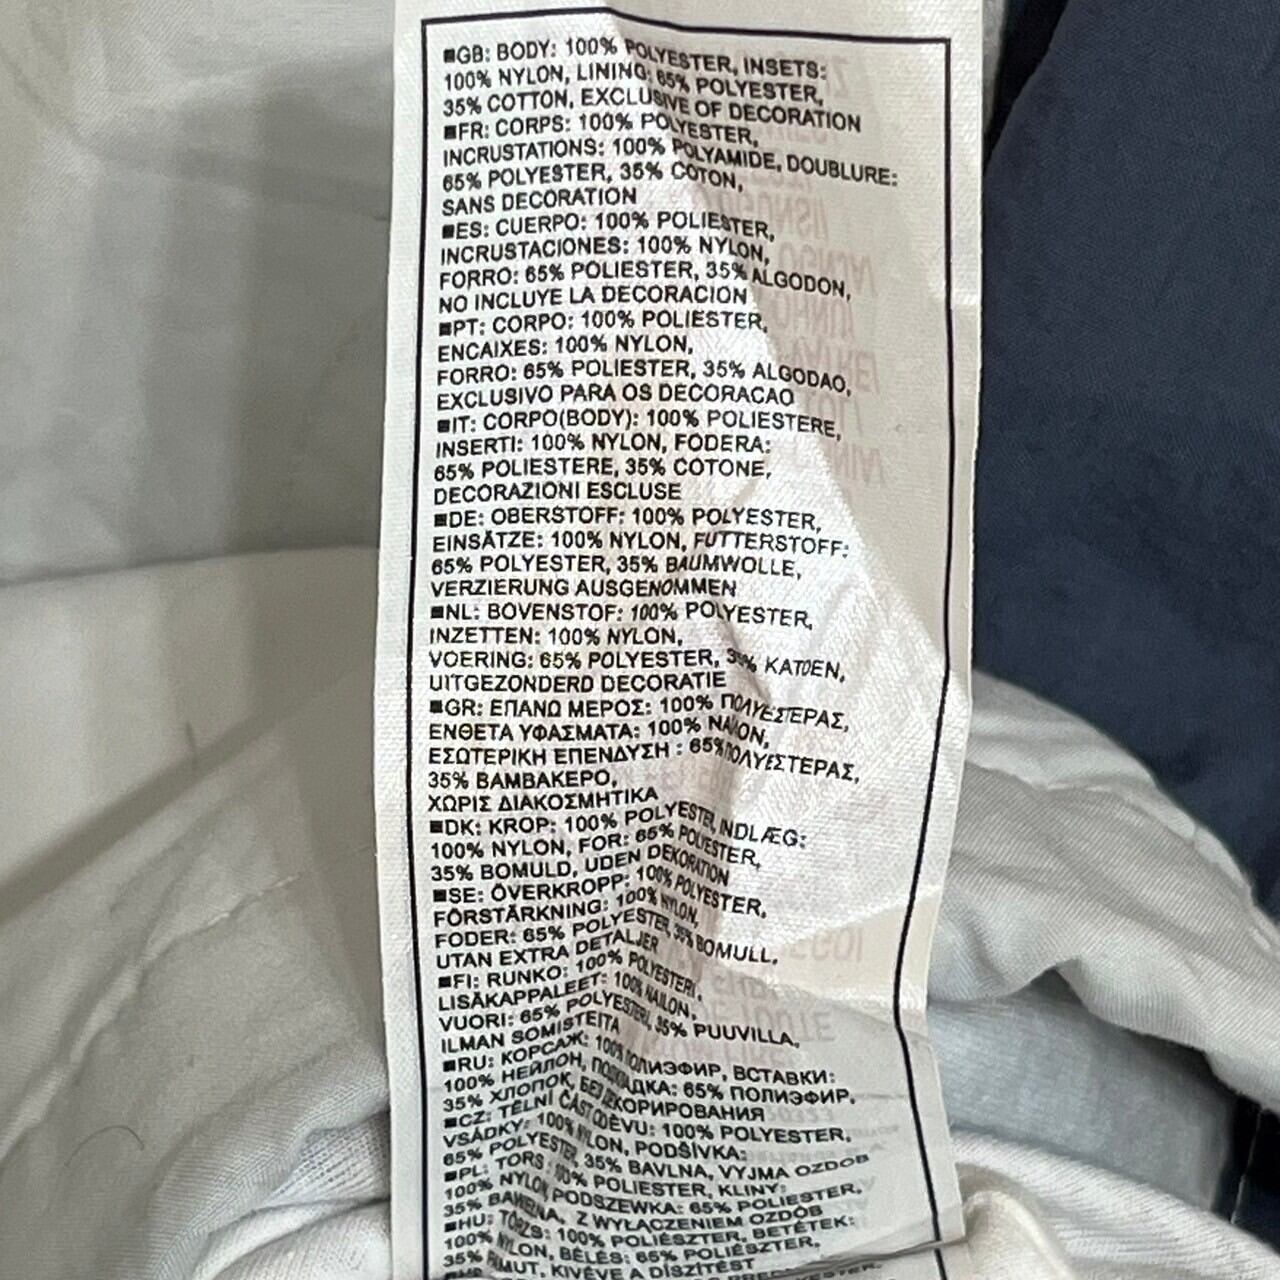 ■GB: BODY: 100% POLYESTER, INSETS:
100% NYLON, LINING: 65% POLYESTER,
35% COTTON, EXCLUSIVE OF DECORATION
■FR: CORPS: 100% POLYESTER,
INCRUSTATIONS: 100% POLYAMIDE, DOUBLURE:
65% POLYESTER, 35% COTON,
SANS DECORATION
■ES: CUERPO: 100% POLIESTER,
INCRUSTACIONES: 100% NYLON,
FORRO: 65% POLIESTER, 35% ALGODON,
NO INCLUYE LA DECORACION
■PT: CORPO: 100% POLIESTER,
ENCAIXES: 100% NYLON,
FORRO: 65% POLIESTER, 35% ALGODAO,
EXCLUSIVO PARA OS DECORACAO
■IT: CORPO(BODY): 100% POLIESTERE,
INSERTI: 100% NYLON, FODERA:
65% POLIESTERE, 35% COTONE,
DECORAZIONI ESCLUSE
■DE: OBERSTOFF: 100% POLYESTER,
EINSÄTZE: 100% NYLON, FUTTERSTOFF:
65% POLYESTER, 35% BAUMWOLLE,
VERZIERUNG AUSGENOMMEN
■NL: BOVENSTOF: 100% POLYESTER,
INZETTEN: 100% NYLON,
VOERING: 65% POLYESTER, 35% KATOEN,
UITGEZONDERD DECORATIE
■GR: ΕΠΑΝΩ ΜΕΡΟΣ: 100% ΠΟΛΥΕΣΤΕΡΑΣ,
ΕΝΘΕΤΑ ΥΦΑΣΜΑΤΑ: 100% ΝΑΙΛΟΝ,
ΕΣΩΤΕΡΙΚΗ ΕΠΕΝΔΥΣΗ : 65%ΠΟΛΥΕΣΤΕΡΑΣ,
35% ΒΑΜΒΑΚΕΡΟ,
ΧΩΡΙΣ ΔΙΑΚΟΣΜΗΤΙΚΑ
■DK: KROP: 100% POLYESTER, INDLÆG:
100% NYLON, FOR: 65% POLYESTER,
35% BOMULD, UDEN DEKORATION
■SE: ÖVERKROPP: 100% POLYESTER,
FÖRSTÄRKNING: 100% NYLON,
FODER: 65% POLYESTER, 35% BOMULL,
UTAN EXTRA DETALJER
■FI: RUNKO: 100% POLYESTERI,
LISÄKAPPALEET: 100% NAILON,
VUORI: 65% POLYESTERI, 35% PUUVILLA,
ILMAN SOMISTEITA
■RU: КОРСАЖ: 100% ПОЛИЭФИР, ВСТАВКИ:
100% НЕЙЛОН, ПОДКЛАДКА: 65% ПОЛИЭФИР,
35% ХЛОПОК, БЕЗ ДЕКОРИРОВАНИЯ
■CZ: TĚLNÍ ČÁST ODĚVU: 100% POLYESTER,
VSÁDKY: 100% NYLON, PODŠÍVKA:
65% POLYESTER, 35% BAVLNA, VYJMA OZDOB
■PL: TORS: 100% POLIESTER, KLINY:
100% NYLON, PODSZEWKA: 65% POLIESTER,
35% BAWEŁNA, Z WYŁĄCZENIEM OZDÓB
■HU: TÖRZS: 100% POLIÉSZTER, BETÉTEK:
100% NYLON, BÉLÉS: 65% POLIÉSZTER,
35% PAMUT, KIVÉVE A DÍSZÍTÉST